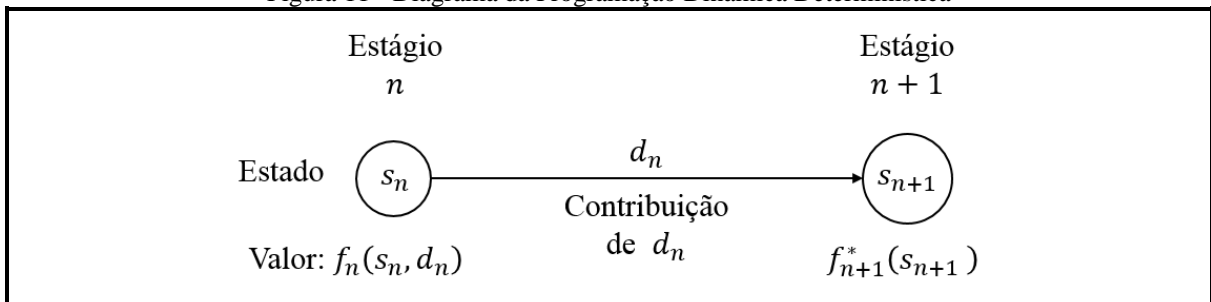 Figura 11 - Diagrama da Programação Dinâmica Determinística
Estágio
n
Estágio
n + 1
Estado
s_n
d_n
s_{n+1}
Contribuição
de d_n
Valor: f_n(s_n, d_n)
f^*_{n+1}(s_{n+1})